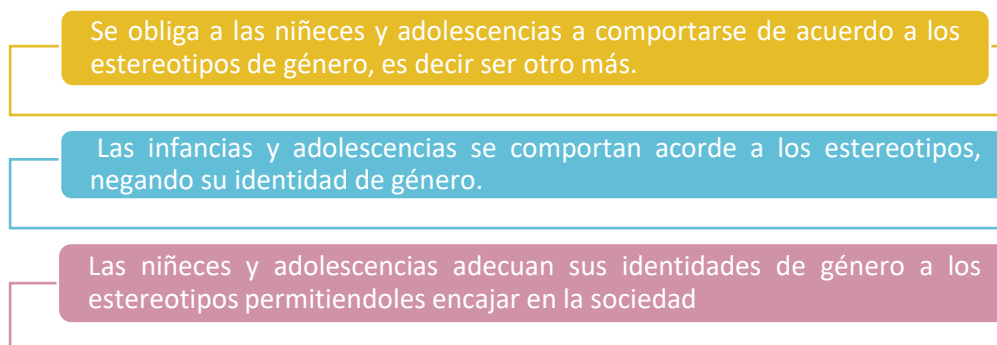 Se obliga a las niñeces y adolescencias a comportarse de acuerdo a los
estereotipos de género, es decir ser otro más.
Las infancias y adolescencias se comportan acorde a los estereotipos,
negando su identidad de género.
Las niñeces y adolescencias adecuan sus identidades de género a los
estereotipos permitiendoles encajar en la sociedad